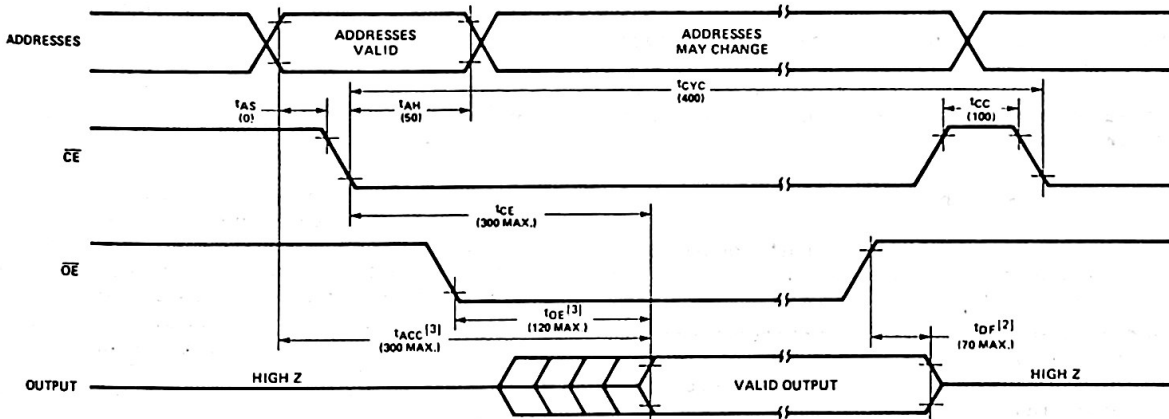 ADDRESSES
ADDRESSES
VALID
ADDRESSES
MAY CHANGE
tAS
(0)
tAH
(50)
tCYC
(400)
tCC
(100)
CE
tCE
(300 MAX.)
OE
tOE[3]
(120 MAX.)
tACC[3]
(300 MAX.)
tDF[2]
(70 MAX.)
OUTPUT
HIGH Z
VALID OUTPUT
HIGH Z